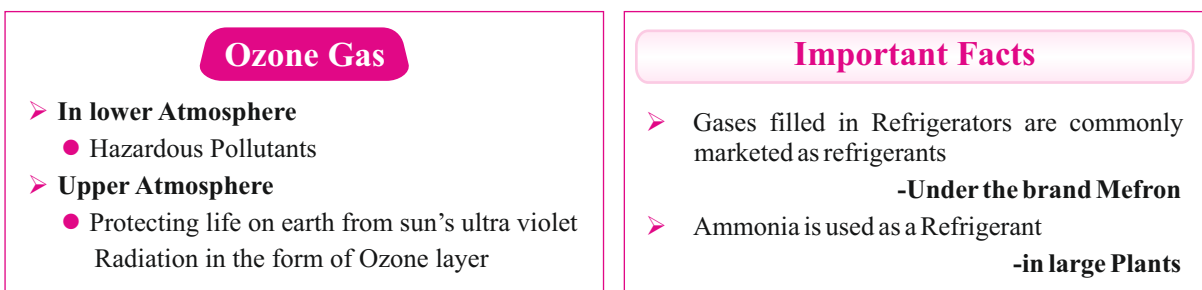 Ozone Gas
In lower Atmosphere
Hazardous Pollutants
Upper Atmosphere
Protecting life on earth from sun's ultra violet
Radiation in the form of Ozone layer
Important Facts
Gases filled in Refrigerators are commonly
marketed as refrigerants
-Under the brand Mefron
Ammonia is used as a Refrigerant
-in large Plants